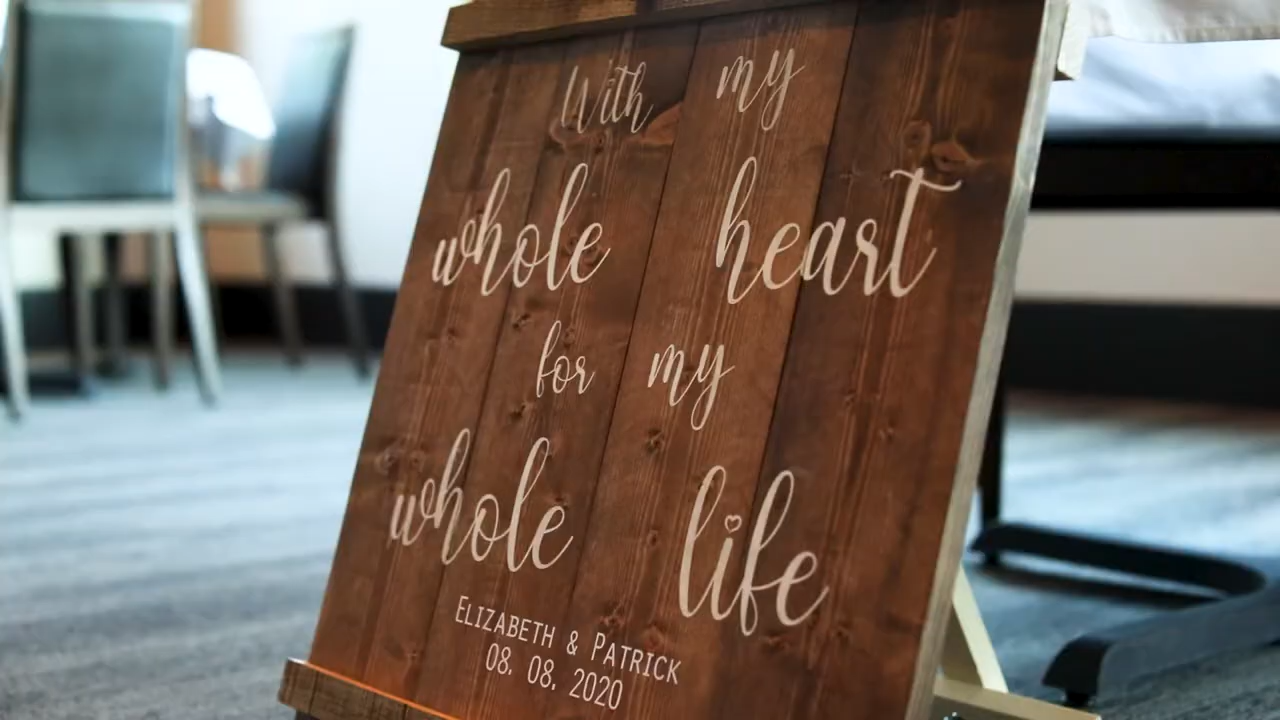 With my
whole heart
for my
whole life
ELIZABETH & PATRICK
08. 08. 2020